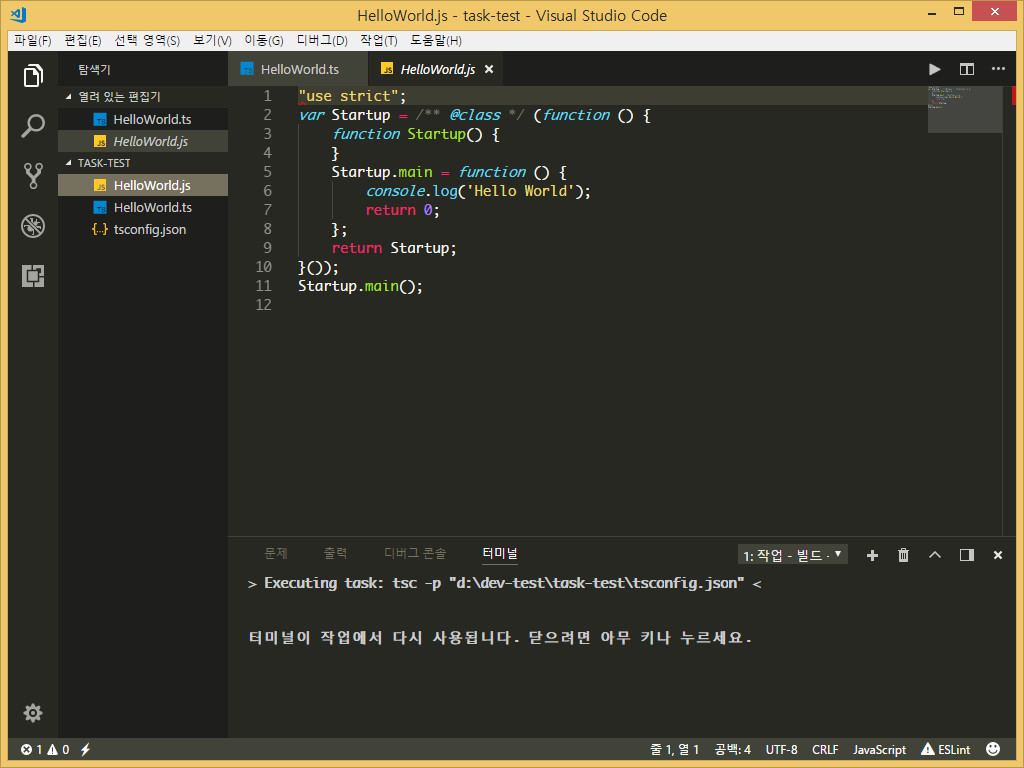 HelloWorld.js - task-test - Visual Studio Code
파일(F) 편집(E) 선택 영역(S) 보기(V) 이동(G) 디버그(D) 작업(T) 도움말(H)
탐색기
열려 있는 편집기
HelloWorld.ts
HelloWorld.js
TASK-TEST
HelloWorld.js
HelloWorld.ts
tsconfig.json
HelloWorld.ts HelloWorld.js
1 "use strict";
2 var Startup = /** @class */ (function () {
3 function Startup() {
4 }
5 Startup.main = function () {
6 console.log('Hello World');
7 return 0;
8 };
9 return Startup;
10 }());
11 Startup.main();
12
문제 출력 디버그 콘솔 터미널 1: 작업 - 빌드 -
> Executing task: tsc -p "d:\dev-test\task-test\tsconfig.json" <
터미널이 작업에서 다시 사용됩니다. 닫으려면 아무 키나 누르세요.
1 0 줄 1, 열 1 공백: 4 UTF-8 CRLF JavaScript ESLint